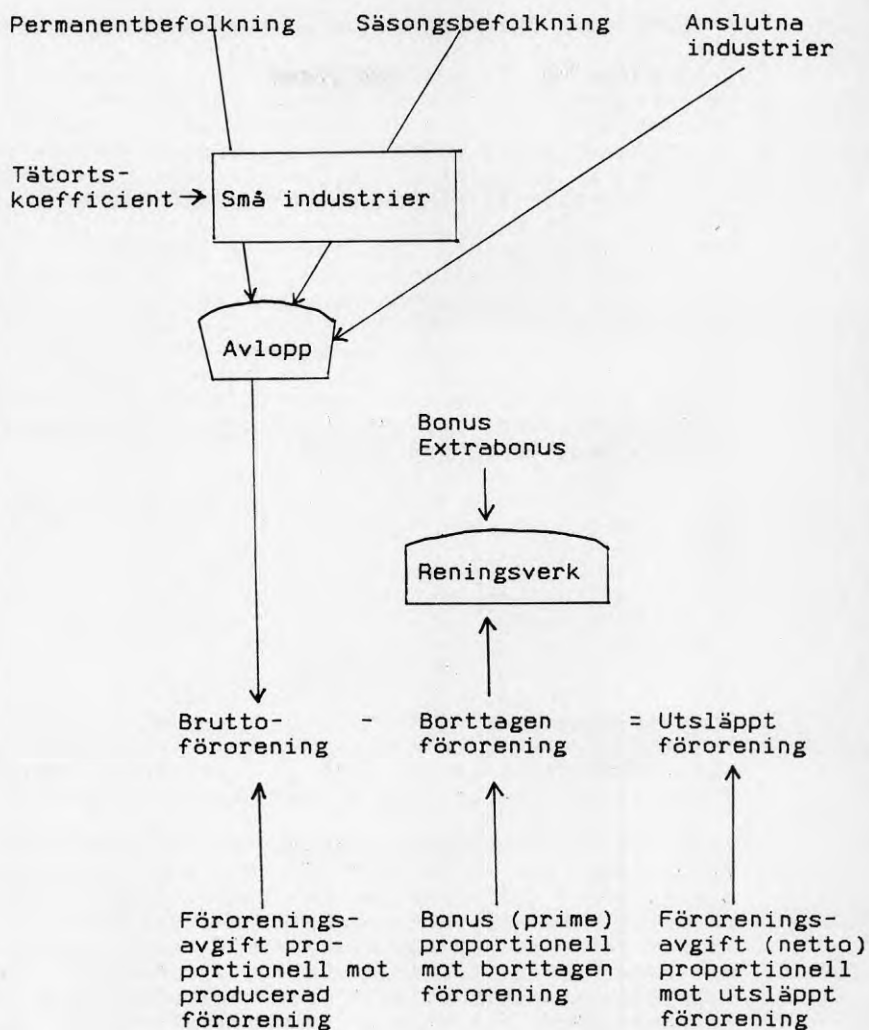 Permanentbefolkning
Säsongsbefolkning
Anslutna
industrier
Tätorts-
koefficient
Små industrier
Avlopp
Bonus
Extrabonus
Reningsverk
Brutto-
förorening
-
Borttagen
förorening
=
Utsläppt
förorening
Förorenings-
avgift pro-
portionell mot
producerad
förorening
Bonus (prime)
proportionell
mot borttagen
förorening
Förorenings-
avgift (netto)
proportionell
mot utsläppt
förorening